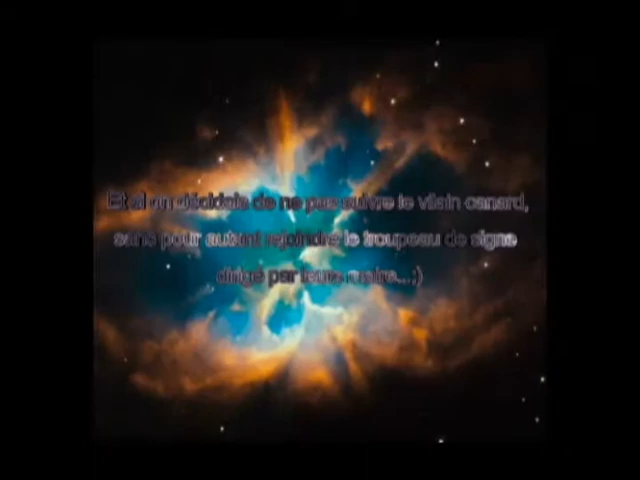 Et si on décidais de ne pas suivre le vilain canard,
sans pour autant rejoindre le troupeau de signe
dirigé par leurs maitre...;)